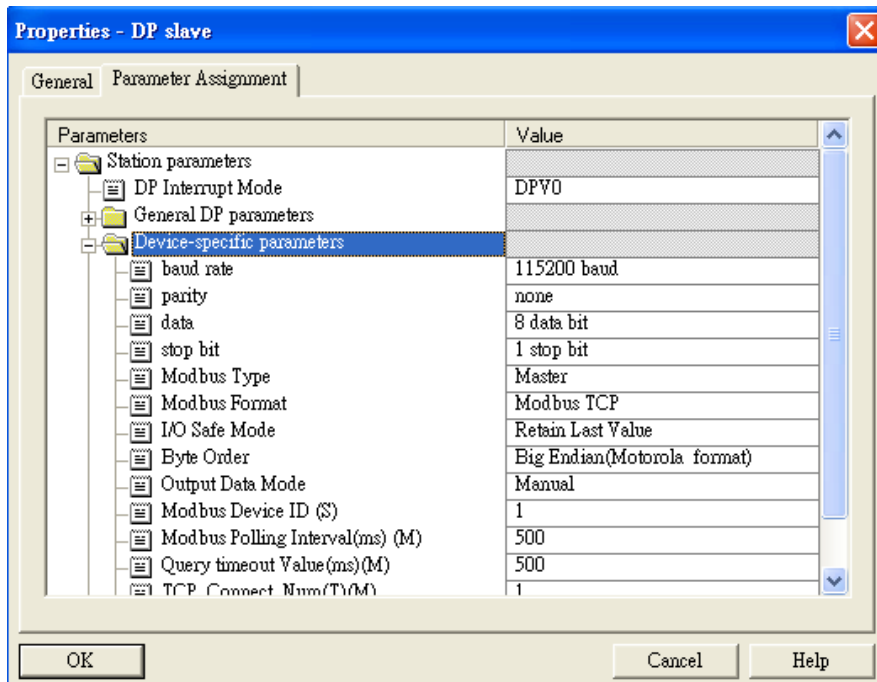 Properties - DP slave
General Parameter Assignment
Parameters Value
Station parameters
DP Interrupt Mode DPV0
General DP parameters
Device-specific parameters
baud rate 115200 baud
parity none
data 8 data bit
stop bit 1 stop bit
Modbus Type Master
Modbus Format Modbus TCP
I/O Safe Mode Retain Last Value
Byte Order Big Endian(Motorola format)
Output Data Mode Manual
Modbus Device ID (S) 1
Modbus Polling Interval(ms) (M) 500
Query timeout Value(ms)(M) 500
TCP Connect Num(T)(M) 1
OK Cancel Help